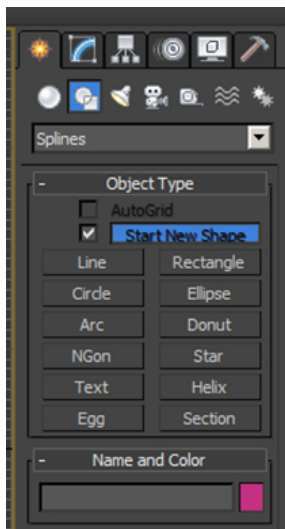 Splines
- Object Type
AutoGrid
Start New Shape
Line Rectangle
Circle Ellipse
Arc Donut
NGon Star
Text Helix
Egg Section
- Name and Color